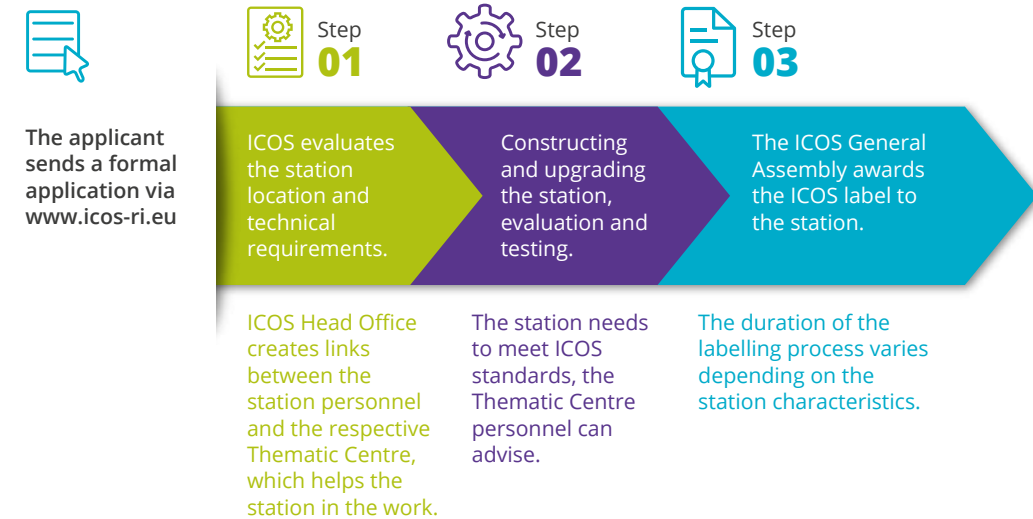 The applicant
sends a formal
application via
www.icos-ri.eu
Step
01
ICOS evaluates
the station
location and
technical
requirements.
ICOS Head Office
creates links
between the
station personnel
and the respective
Thematic Centre,
which helps the
station in the work.
Step
02
Constructing
and upgrading
the station,
evaluation and
testing.
The station needs
to meet ICOS
standards, the
Thematic Centre
personnel can
advise.
Step
03
The ICOS General
Assembly awards
the ICOS label to
the station.
The duration of the
labelling process varies
depending on the
station characteristics.